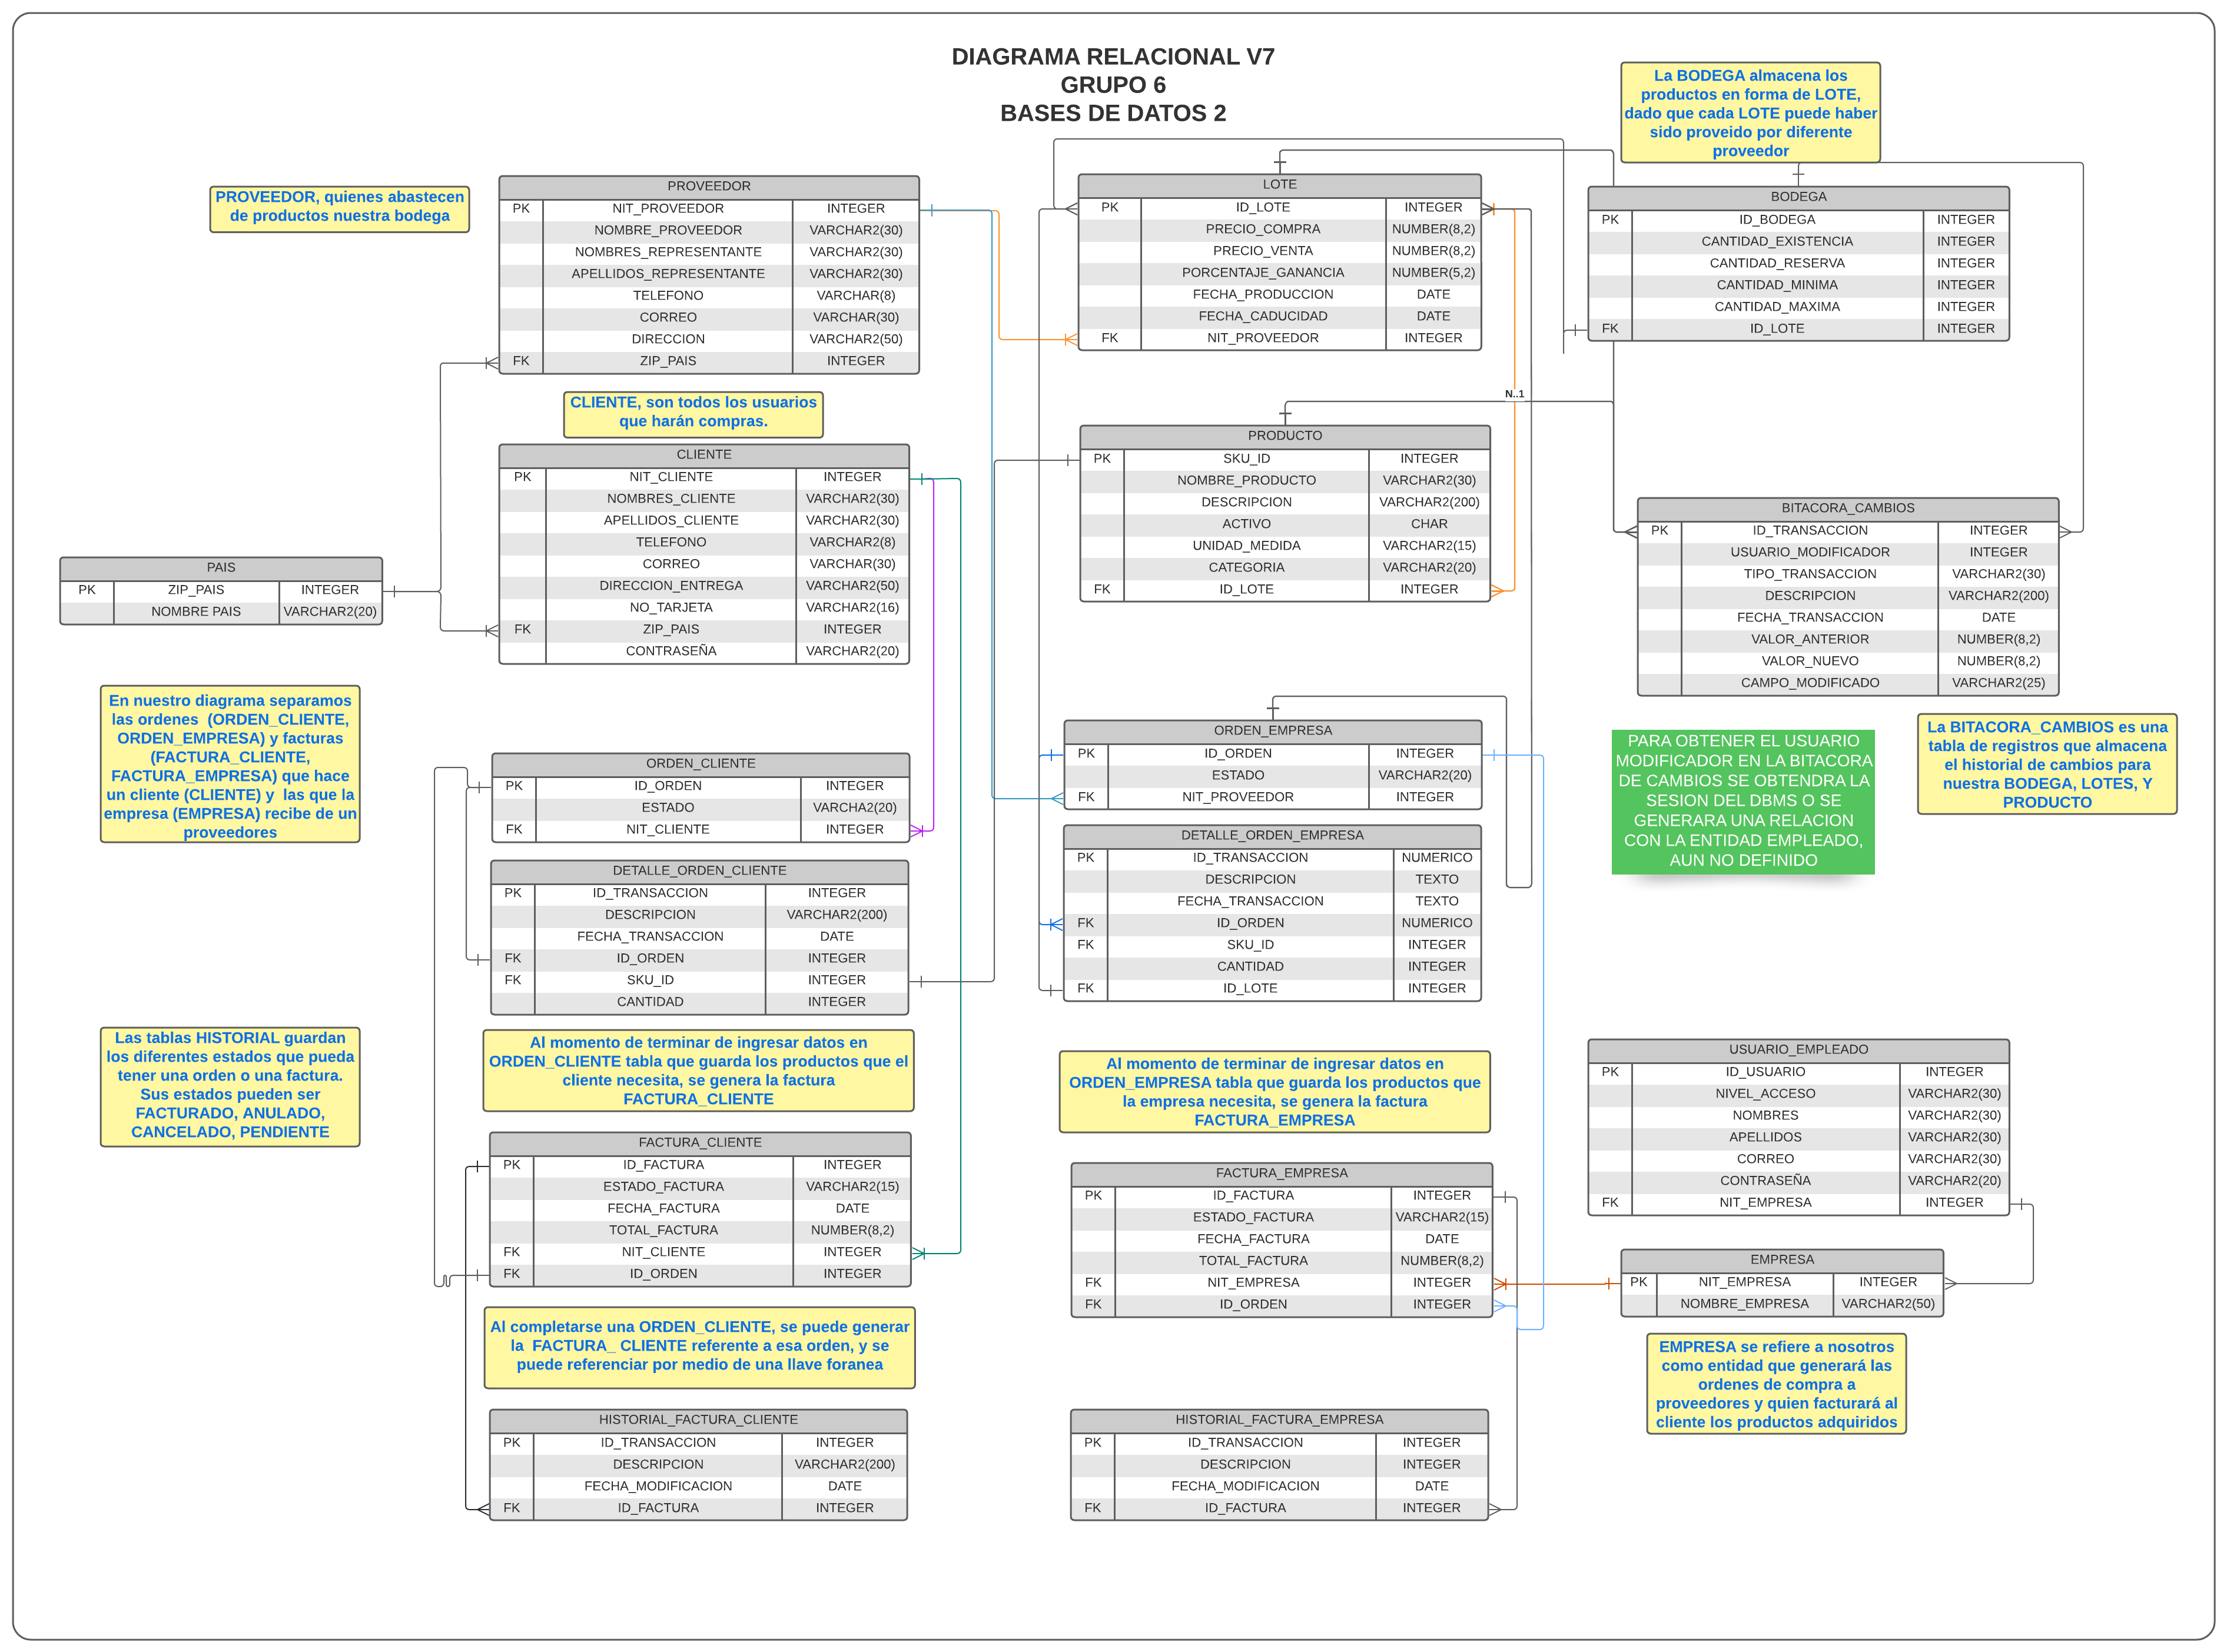 DIAGRAMA RELACIONAL V7
GRUPO 6
BASES DE DATOS 2
La BODEGA almacena los
productos en forma de LOTE,
dado que cada LOTE puede haber
sido proveido por diferente
proveedor
PROVEEDOR, quienes abastecen
de productos nuestra bodega
PROVEEDOR
PK NIT_PROVEEDOR INTEGER
NOMBRE_PROVEEDOR VARCHAR2(30)
NOMBRES_REPRESENTANTE VARCHAR2(30)
APELLIDOS_REPRESENTANTE VARCHAR2(30)
TELEFONO VARCHAR(8)
CORREO VARCHAR(30)
DIRECCION VARCHAR2(50)
FK ZIP_PAIS INTEGER
LOTE
PK ID_LOTE INTEGER
PRECIO_COMPRA NUMBER(8,2)
PRECIO_VENTA NUMBER(8,2)
PORCENTAJE_GANANCIA NUMBER(5,2)
FECHA_PRODUCCION DATE
FECHA_CADUCIDAD DATE
FK NIT_PROVEEDOR INTEGER
BODEGA
PK ID_BODEGA INTEGER
CANTIDAD_EXISTENCIA INTEGER
CANTIDAD_RESERVA INTEGER
CANTIDAD_MINIMA INTEGER
CANTIDAD_MAXIMA INTEGER
FK ID_LOTE INTEGER
N..1
CLIENTE, son todos los usuarios
que harán compras.
CLIENTE
PK NIT_CLIENTE INTEGER
NOMBRES_CLIENTE VARCHAR2(30)
APELLIDOS_CLIENTE VARCHAR2(30)
TELEFONO VARCHAR2(8)
CORREO VARCHAR(30)
DIRECCION_ENTREGA VARCHAR2(50)
NO_TARJETA VARCHAR2(16)
FK ZIP_PAIS INTEGER
CONTRASEÑA VARCHAR2(20)
PRODUCTO
PK SKU_ID INTEGER
NOMBRE_PRODUCTO VARCHAR2(30)
DESCRIPCION VARCHAR2(200)
ACTIVO CHAR
UNIDAD_MEDIDA VARCHAR2(15)
CATEGORIA VARCHAR2(20)
FK ID_LOTE INTEGER
BITACORA_CAMBIOS
PK ID_TRANSACCION INTEGER
USUARIO_MODIFICADOR INTEGER
TIPO_TRANSACCION VARCHAR2(30)
DESCRIPCION VARCHAR2(200)
FECHA_TRANSACCION DATE
VALOR_ANTERIOR NUMBER(8,2)
VALOR_NUEVO NUMBER(8,2)
CAMPO_MODIFICADO VARCHAR2(25)
PAIS
PK ZIP_PAIS INTEGER
NOMBRE PAIS VARCHAR2(20)
En nuestro diagrama separamos
las ordenes (ORDEN_CLIENTE,
ORDEN_EMPRESA) y facturas
(FACTURA_CLIENTE,
FACTURA_EMPRESA) que hace
un cliente (CLIENTE) y las que la
empresa (EMPRESA) recibe de un
proveedores
ORDEN_CLIENTE
PK ID_ORDEN INTEGER
ESTADO VARCHA2(20)
FK NIT_CLIENTE INTEGER
ORDEN_EMPRESA
PK ID_ORDEN INTEGER
ESTADO VARCHAR2(20)
FK NIT_PROVEEDOR INTEGER
PARA OBTENER EL USUARIO
MODIFICADOR EN LA BITACORA
DE CAMBIOS SE OBTENDRA LA
SESION DEL DBMS O SE
GENERARA UNA RELACION
CON LA ENTIDAD EMPLEADO,
AUN NO DEFINIDO
La BITACORA_CAMBIOS es una
tabla de registros que almacena
el historial de cambios para
nuestra BODEGA, LOTES, Y
PRODUCTO
DETALLE_ORDEN_CLIENTE
PK ID_TRANSACCION INTEGER
DESCRIPCION VARCHAR2(200)
FECHA_TRANSACCION DATE
FK ID_ORDEN INTEGER
FK SKU_ID INTEGER
CANTIDAD INTEGER
DETALLE_ORDEN_EMPRESA
PK ID_TRANSACCION NUMERICO
DESCRIPCION TEXTO
FECHA_TRANSACCION TEXTO
FK ID_ORDEN NUMERICO
FK SKU_ID INTEGER
CANTIDAD INTEGER
FK ID_LOTE INTEGER
Las tablas HISTORIAL guardan
los diferentes estados que pueda
tener una orden o una factura.
Sus estados pueden ser
FACTURADO, ANULADO,
CANCELADO, PENDIENTE
Al momento de terminar de ingresar datos en
ORDEN_CLIENTE tabla que guarda los productos que el
cliente necesita, se genera la factura
FACTURA_CLIENTE
Al momento de terminar de ingresar datos en
ORDEN_EMPRESA tabla que guarda los productos que
la empresa necesita, se genera la factura
FACTURA_EMPRESA
USUARIO_EMPLEADO
PK ID_USUARIO INTEGER
NIVEL_ACCESO VARCHAR2(30)
NOMBRES VARCHAR2(30)
APELLIDOS VARCHAR2(30)
CORREO VARCHAR2(30)
CONTRASEÑA VARCHAR2(20)
FK NIT_EMPRESA INTEGER
FACTURA_CLIENTE
PK ID_FACTURA INTEGER
ESTADO_FACTURA VARCHAR2(15)
FECHA_FACTURA DATE
TOTAL_FACTURA NUMBER(8,2)
FK NIT_CLIENTE INTEGER
FK ID_ORDEN INTEGER
FACTURA_EMPRESA
PK ID_FACTURA INTEGER
ESTADO_FACTURA VARCHAR2(15)
FECHA_FACTURA DATE
TOTAL_FACTURA NUMBER(8,2)
FK NIT_EMPRESA INTEGER
FK ID_ORDEN INTEGER
EMPRESA
PK NIT_EMPRESA INTEGER
NOMBRE_EMPRESA VARCHAR2(50)
Al completarse una ORDEN_CLIENTE, se puede generar
la FACTURA_ CLIENTE referente a esa orden, y se
puede referenciar por medio de una llave foranea
EMPRESA se refiere a nosotros
como entidad que generará las
ordenes de compra a
proveedores y quien facturará al
cliente los productos adquiridos
HISTORIAL_FACTURA_CLIENTE
PK ID_TRANSACCION INTEGER
DESCRIPCION VARCHAR2(200)
FECHA_MODIFICACION DATE
FK ID_FACTURA INTEGER
HISTORIAL_FACTURA_EMPRESA
PK ID_TRANSACCION INTEGER
DESCRIPCION INTEGER
FECHA_MODIFICACION DATE
FK ID_FACTURA INTEGER